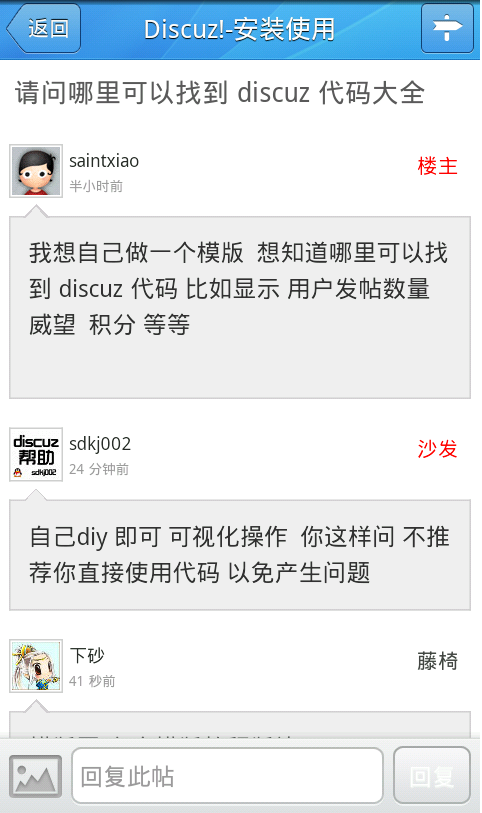 返回
Discuz!-安装使用
请问哪里可以找到 discuz 代码大全
saintxiao
楼主
半小时前
我想自己做一个模版 想知道哪里可以找
到 discuz 代码 比如显示 用户发帖数量
威望 积分 等等
discuz
帮助
sdkj002
sdkj002
沙发
24 分钟前
自己diy 即可 可视化操作 你这样问 不推
荐你直接使用代码 以免产生问题
下砂
藤椅
41 秒前
回复此帖
回复